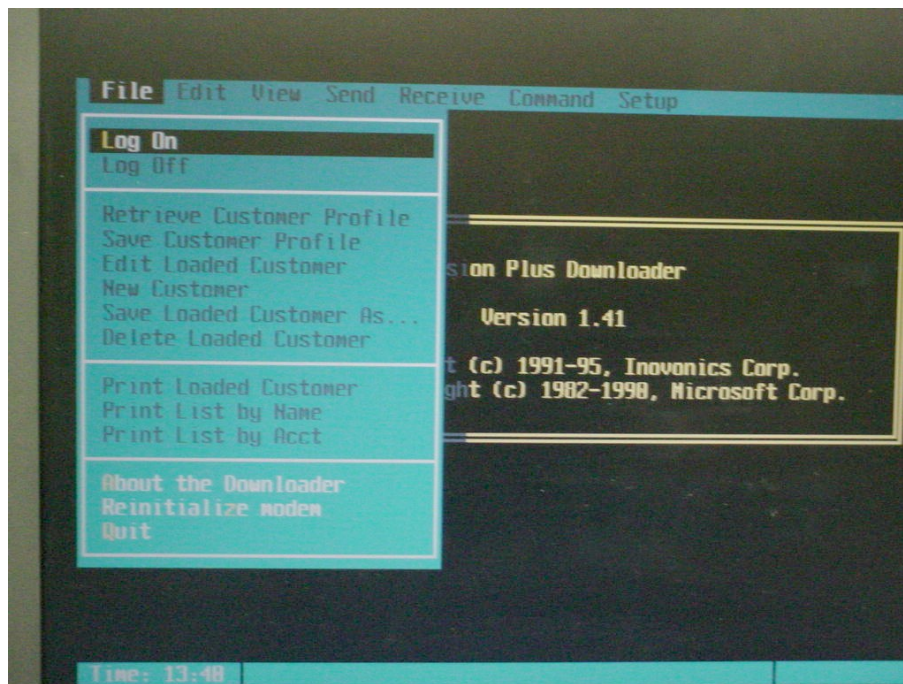 File Edit View Send Receive Command Setup
Log On
Log Off
Retrieve Customer Profile
Save Customer Profile
Edit Loaded Customer
New Customer
Save Loaded Customer As...
Delete Loaded Customer
Print Loaded Customer
Print List by Name
Print List by Acct
About the Downloader
Reinitialize modem
Quit
sion Plus Downloader
Version 1.41
t (c) 1991-95, Inovonics Corp.
ght (c) 1982-1990, Microsoft Corp.
Time: 13:40